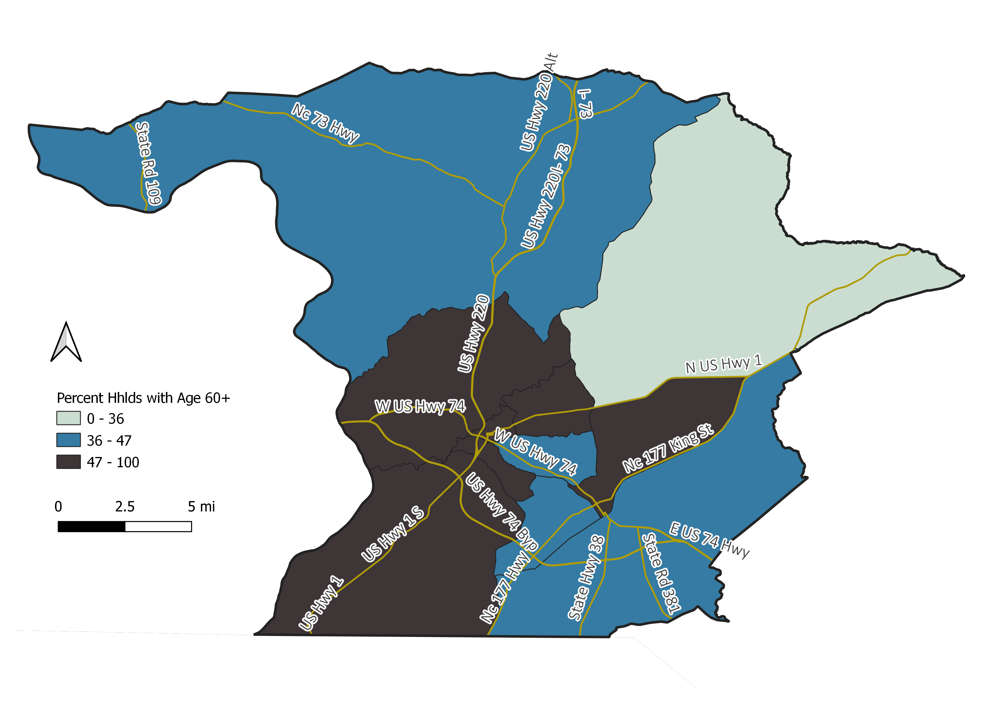 Alt
US Hwy 220
I- 73
Nc 73 Hwy
State Rd 109
US Hwy 220I- 73
US Hwy 220
N US Hwy 1
Percent Hhlds with Age 60+
0 - 36
36 - 47
47 - 100
W US Hwy 74
W US Hwy 74
Nc 177 King St
0 2.5 5 mi
US Hwy 74 Byp
US Hwy 1 S
E US 74 Hwy
State Hwy 38
State Rd 381
Nc 177 Hwy
US Hwy 1